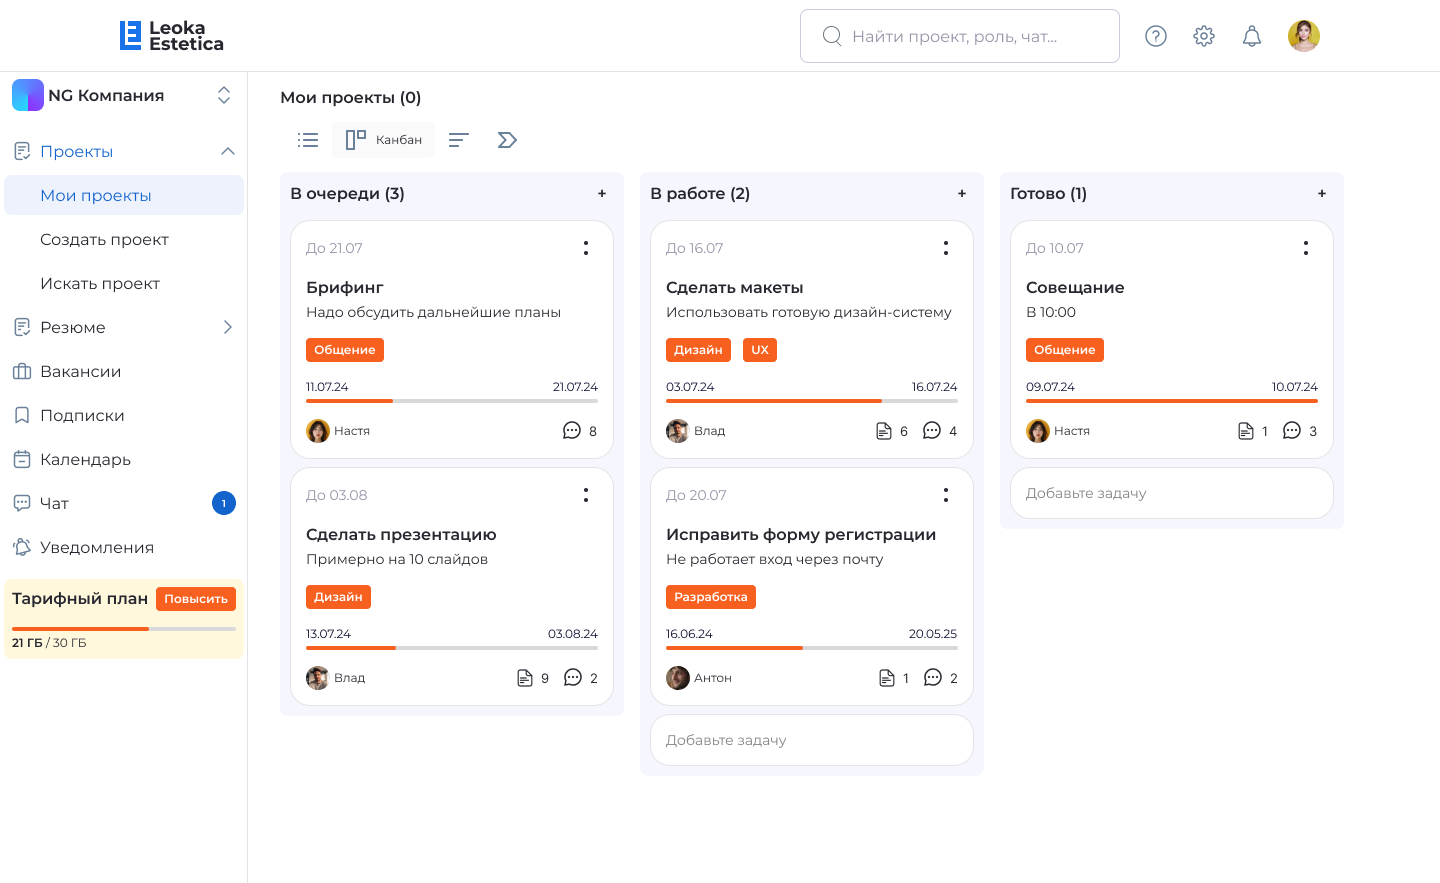 Leoka
Estetica
Найти проект, роль, чат...
NG Компания
Проекты
Мои проекты
Создать проект
Искать проект
Резюме
Вакансии
Подписки
Календарь
Чат
1
Уведомления
Тарифный план
Повысить
21 ГБ / 30 ГБ
Мои проекты (0)
Канбан
В очереди (3)
+
До 21.07
Брифинг
Надо обсудить дальнейшие планы
Общение
11.07.24
21.07.24
Настя
8
До 03.08
Сделать презентацию
Примерно на 10 слайдов
Дизайн
13.07.24
03.08.24
Влад
9
2
В работе (2)
+
До 16.07
Сделать макеты
Использовать готовую дизайн-систему
Дизайн
UX
03.07.24
16.07.24
Влад
6
4
До 20.07
Исправить форму регистрации
Не работает вход через почту
Разработка
16.06.24
20.05.25
Антон
1
2
Добавьте задачу
Готово (1)
+
До 10.07
Совещание
В 10:00
Общение
09.07.24
10.07.24
Настя
1
3
Добавьте задачу